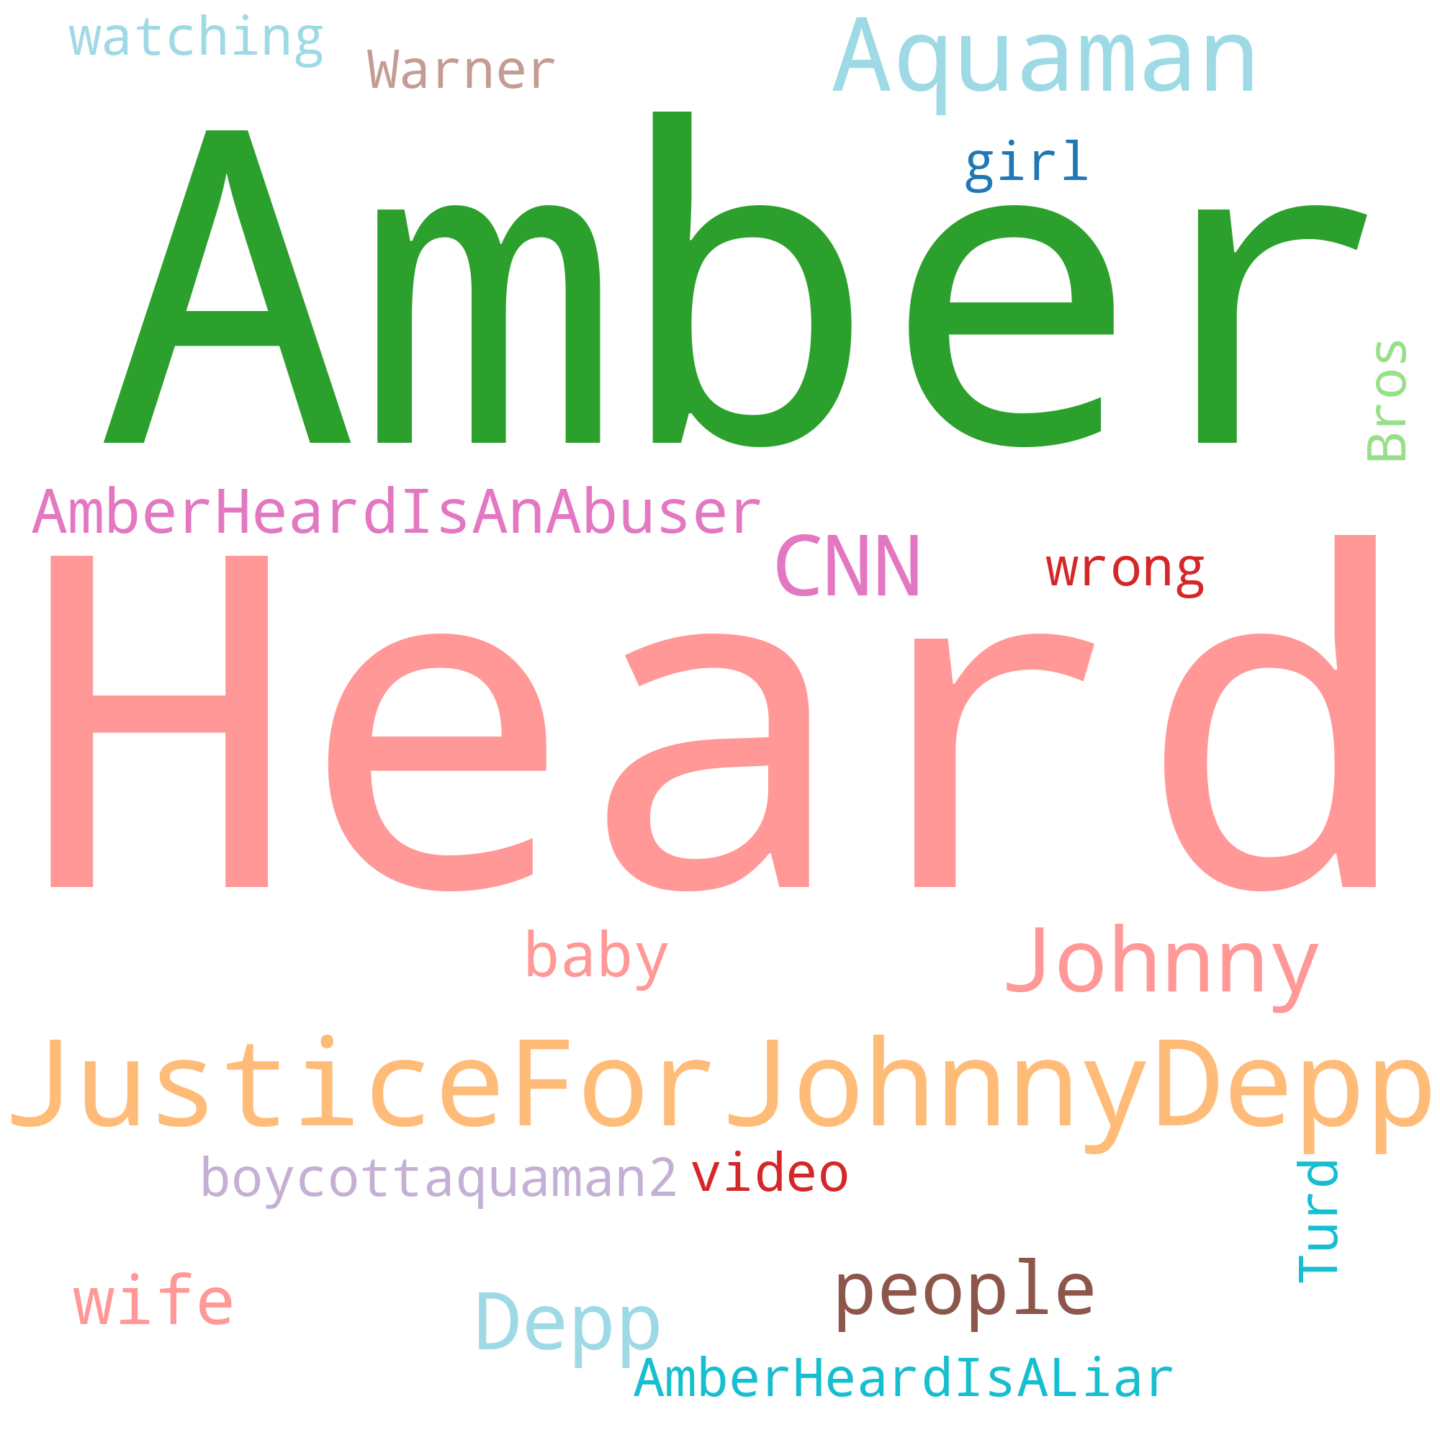 watching
Warner
Aquaman
girl
Amber
Bros
AmberHeardIsAnAbuser
CNN
wrong
Heard
baby
Johnny
JusticeForJohnnyDepp
boycottaquaman2
video
Turd
wife
Depp
people
AmberHeardIsALiar